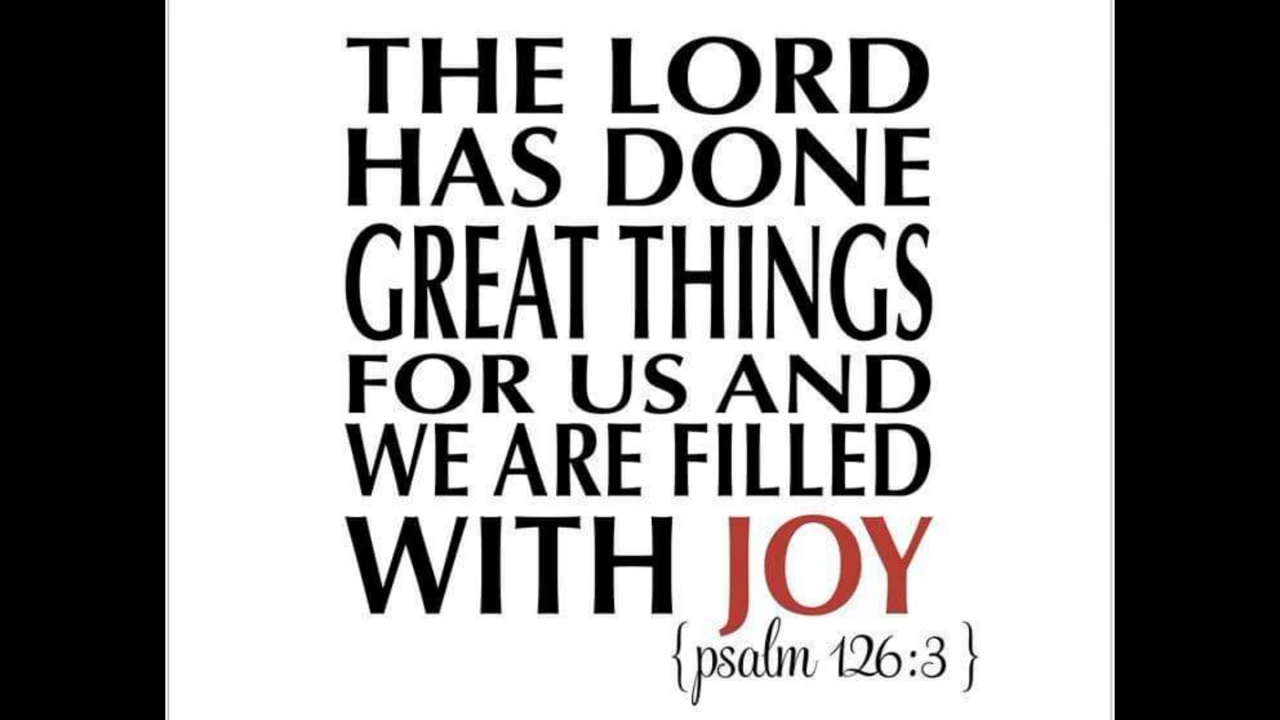 THE LORD
HAS DONE
GREAT THINGS
FOR US AND
WE ARE FILLED
WITH JOY
{psalm 126:3}